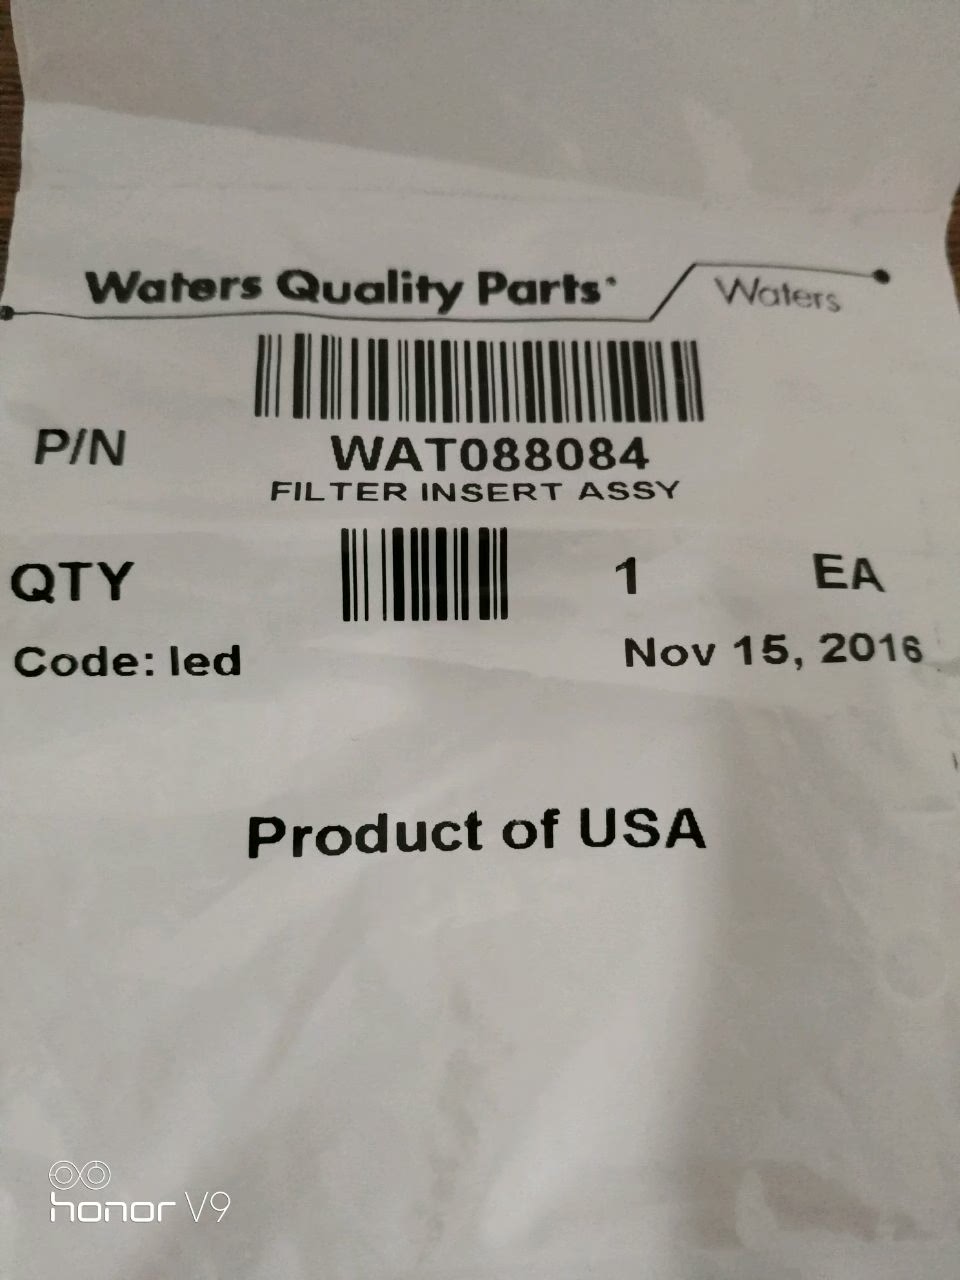 Waters Quality Parts®
Waters
P/N
WAT088084
FILTER INSERT ASSY
QTY
1
EA
Code: led
Nov 15, 2016
Product of USA
honor V9